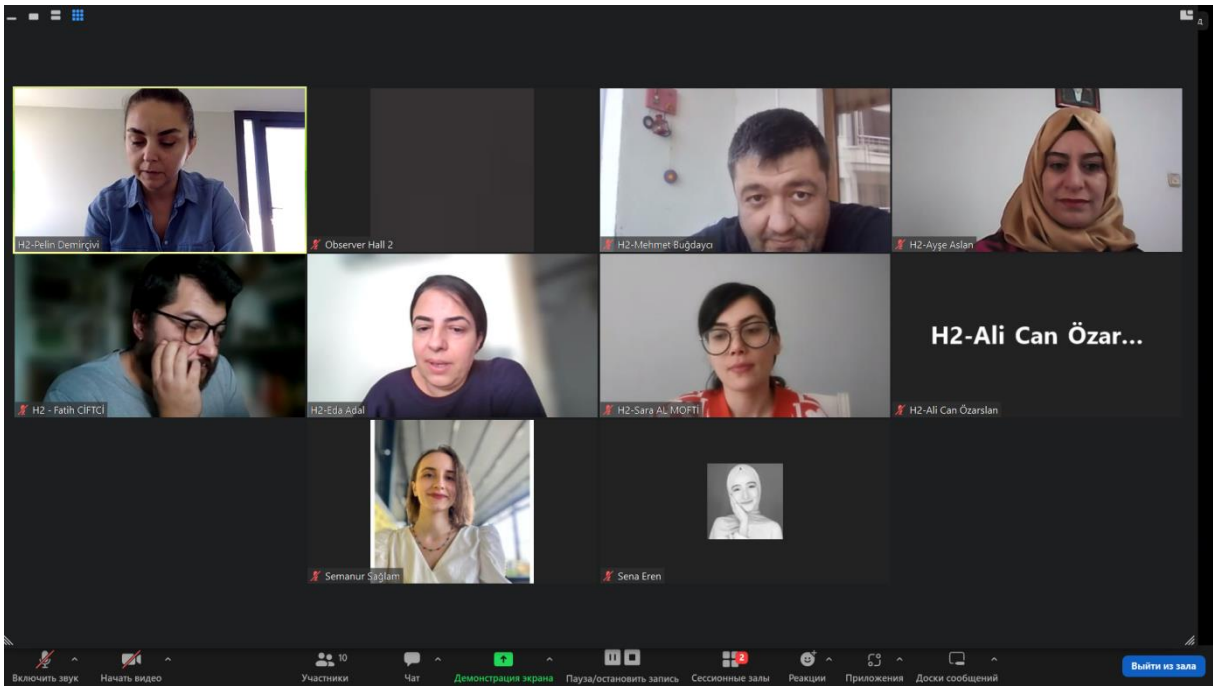 H2-Pelin Demirçivi
Observer Hall 2
H2-Mehmet Buğdaycı
H2-Ayşe Aslan
H2 - Fatih CİFTCİ
H2-Eda Adal
H2-Sara AL MOFTİ
H2-Ali Can Özar...
H2-Ali Can Özarslan
Semanur Sağlam
Sena Eren
Включить звук
Начать видео
10
Участники
Чат
Демонстрация экрана
Пауза/остановить запись
2
Сессионные залы
Реакции
Приложения
Доски сообщений
Выйти из зала